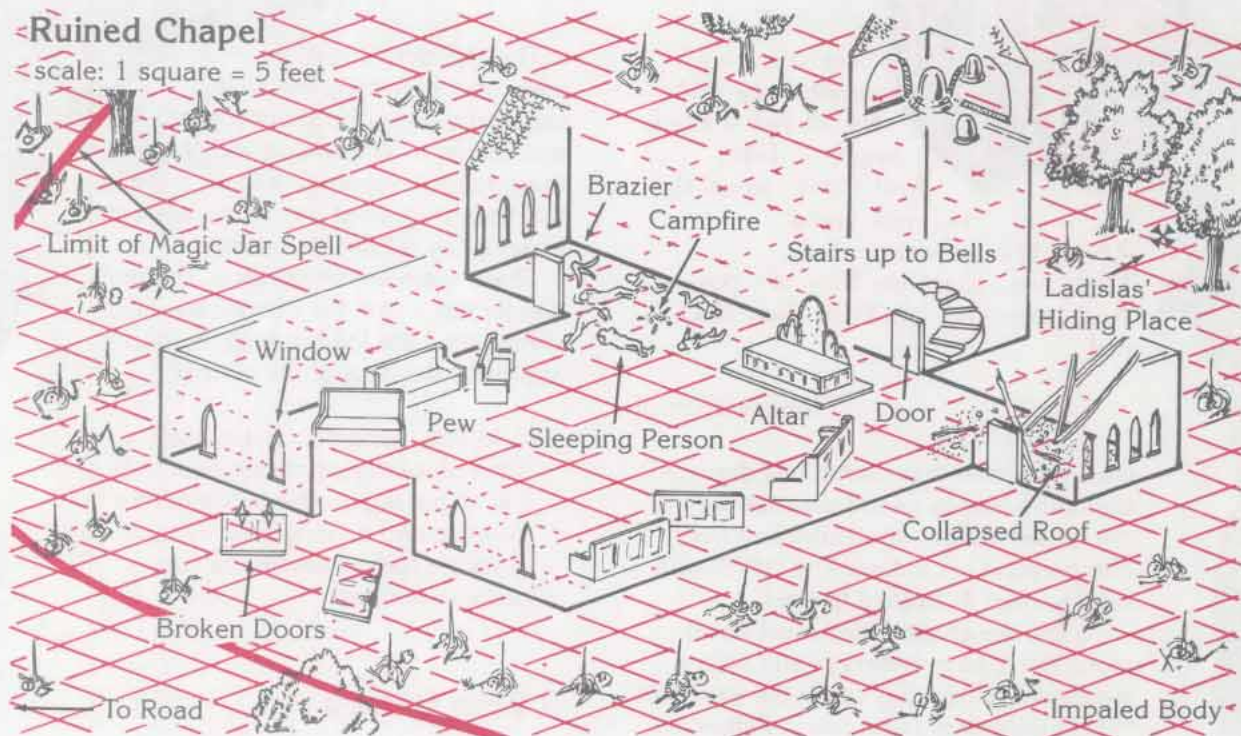 Ruined Chapel
scale: 1 square = 5 feet
Brazier
Campfire
Limit of Magic Jar Spell
Stairs up to Bells
Ladislas'
Hiding Place
Window
Pew
Sleeping Person
Altar
Door
Collapsed Roof
Broken Doors
To Road
Impaled Body